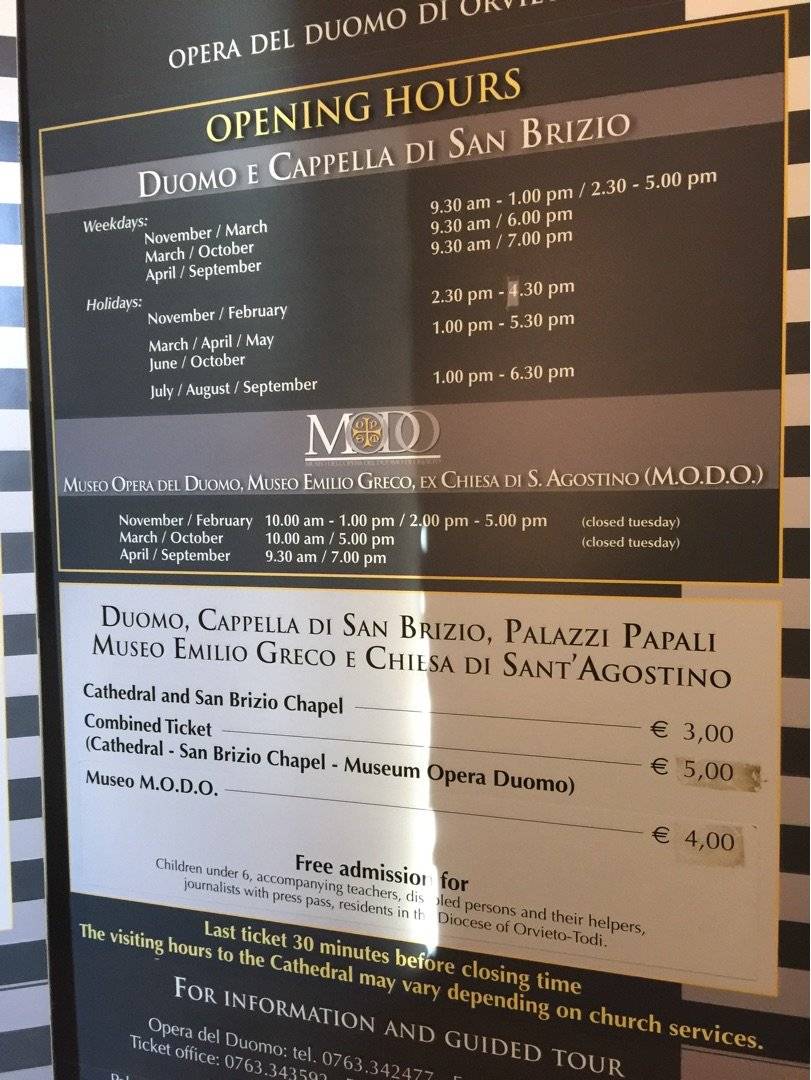 OPERA DEL DUOMO DI
OPENING HOURS
DUOMO E CAPPELLA DI SAN BRIZIO
Weekdays:
November / March 9.30 am - 1.00 pm / 2.30 - 5.00 pm
March / October 9.30 am / 6.00 pm
April / September 9.30 am / 7.00 pm
Holidays:
November / February 2.30 pm - 4.30 pm
March / April / May 1.00 pm - 5.30 pm
June / October
July / August / September 1.00 pm - 6.30 pm
MODO
MUSEO OPERA DEL DUOMO, MUSEO EMILIO GRECO, EX CHIESA DI S. AGOSTINO (M.O.D.O.)
November / February 10.00 am - 1.00 pm / 2.00 pm - 5.00 pm (closed tuesday)
March / October 10.00 am / 5.00 pm (closed tuesday)
April / September 9.30 am / 7.00 pm
DUOMO, CAPPELLA DI SAN BRIZIO, PALAZZI PAPALI
MUSEO EMILIO GRECO E CHIESA DI SANT'AGOSTINO
Cathedral and San Brizio Chapel € 3,00
Combined Ticket € 5,00
(Cathedral - San Brizio Chapel - Museum Opera Duomo)
Museo M.O.D.O. € 4,00
Free admission for
Children under 6, accompanying teachers, disabled persons and their helpers,
journalists with press pass, residents in the Diocese of Orvieto-Todi.
Last ticket 30 minutes before closing time
The visiting hours to the Cathedral may vary depending on church services.
FOR INFORMATION AND GUIDED TOUR
Opera del Duomo: tel. 0763.342477
Ticket office: 0763.343592